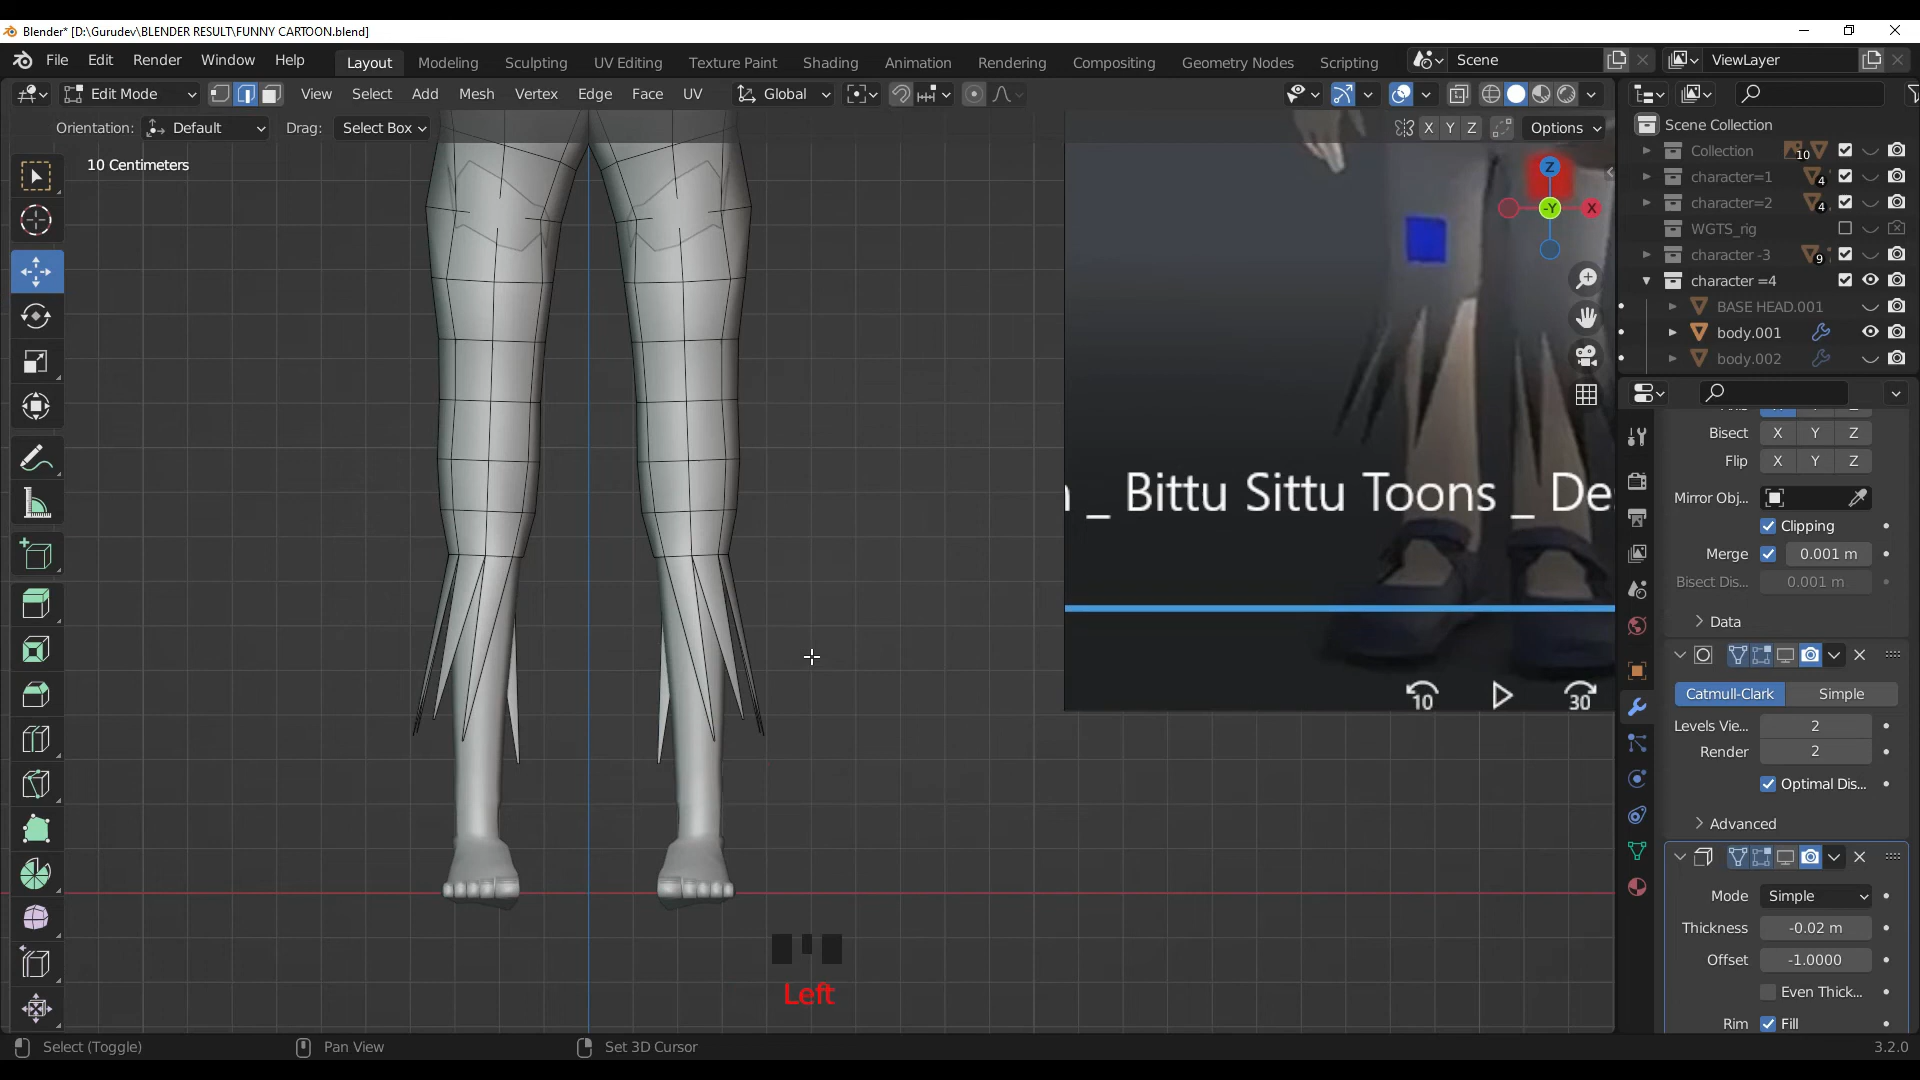 Blender* [D:\Gurudev\BLENDER RESULT\FUNNY CARTOON.blend]
File Edit Render Window Help
Layout Modeling Sculpting UV Editing Texture Paint Shading Animation Rendering Compositing Geometry Nodes Scripting
Scene
ViewLayer
Edit Mode
View Select Add Mesh Vertex Edge Face UV
Global
Orientation: Default Drag: Select Box
X Y Z Options
10 Centimeters
Z
-Y
X
Scene Collection
Collection 10
character=1 4
character=2 4
WGTS_rig
character -3 9
character =4
BASE HEAD.001
body.001
body.002
Bisect X Y Z
Flip X Y Z
Mirror Obj...
Clipping
Merge 0.001 m
Bisect Dis... 0.001 m
Data
Catmull-Clark Simple
Levels Vie... 2
Render 2
Optimal Dis...
Advanced
Mode Simple
Thickness -0.02 m
Offset -1.0000
Even Thick...
Rim Fill
_ Bittu Sittu Toons _ De
10 30
Left
Select (Toggle) Pan View Set 3D Cursor
3.2.0